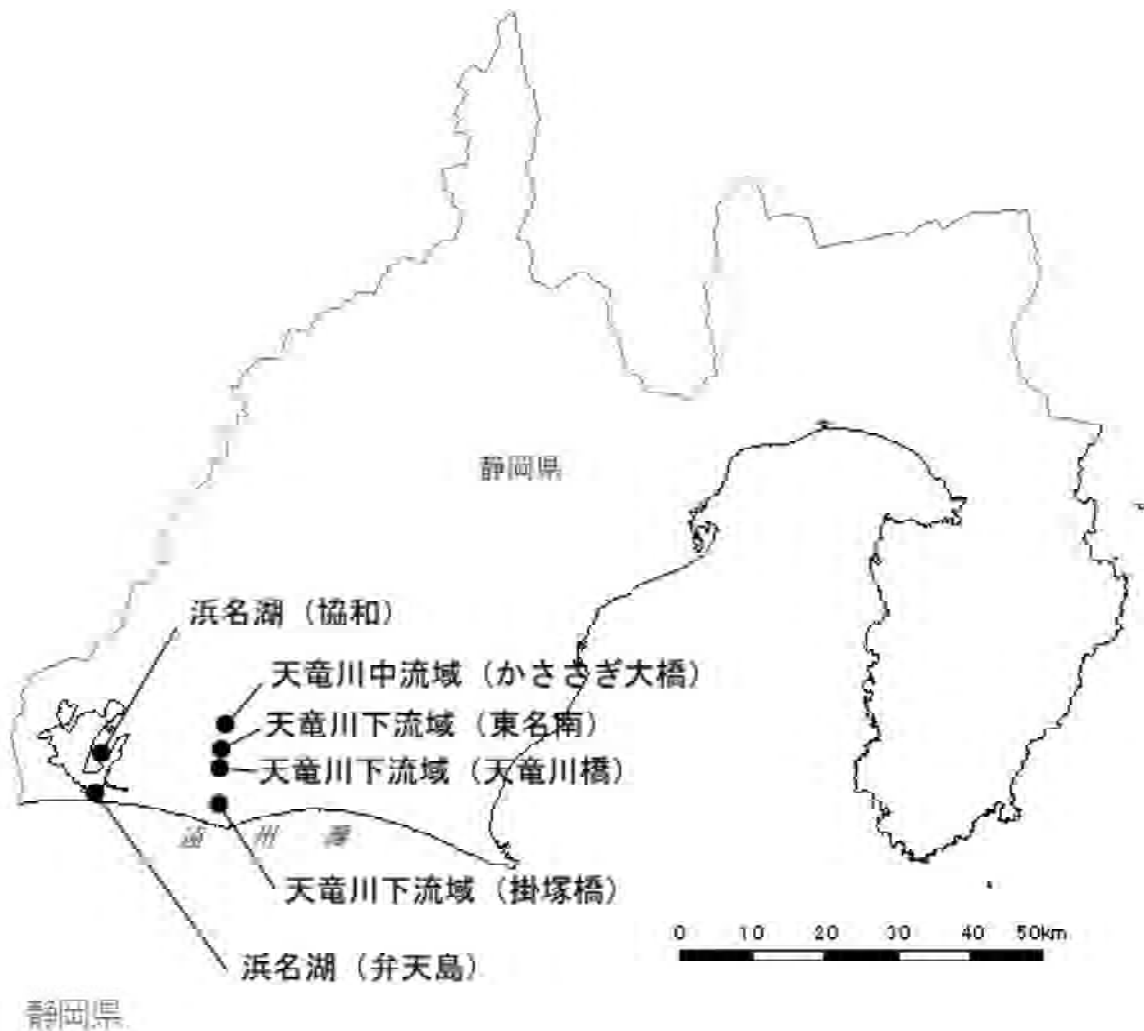 静岡県
浜名湖（協和）
天竜川中流域（かささぎ大橋）
天竜川下流域（東名南）
天竜川下流域（天竜川橋）
遠州灘
天竜川下流域（掛塚橋）
0 10 20 30 40 50km
浜名湖（弁天島）
静岡県